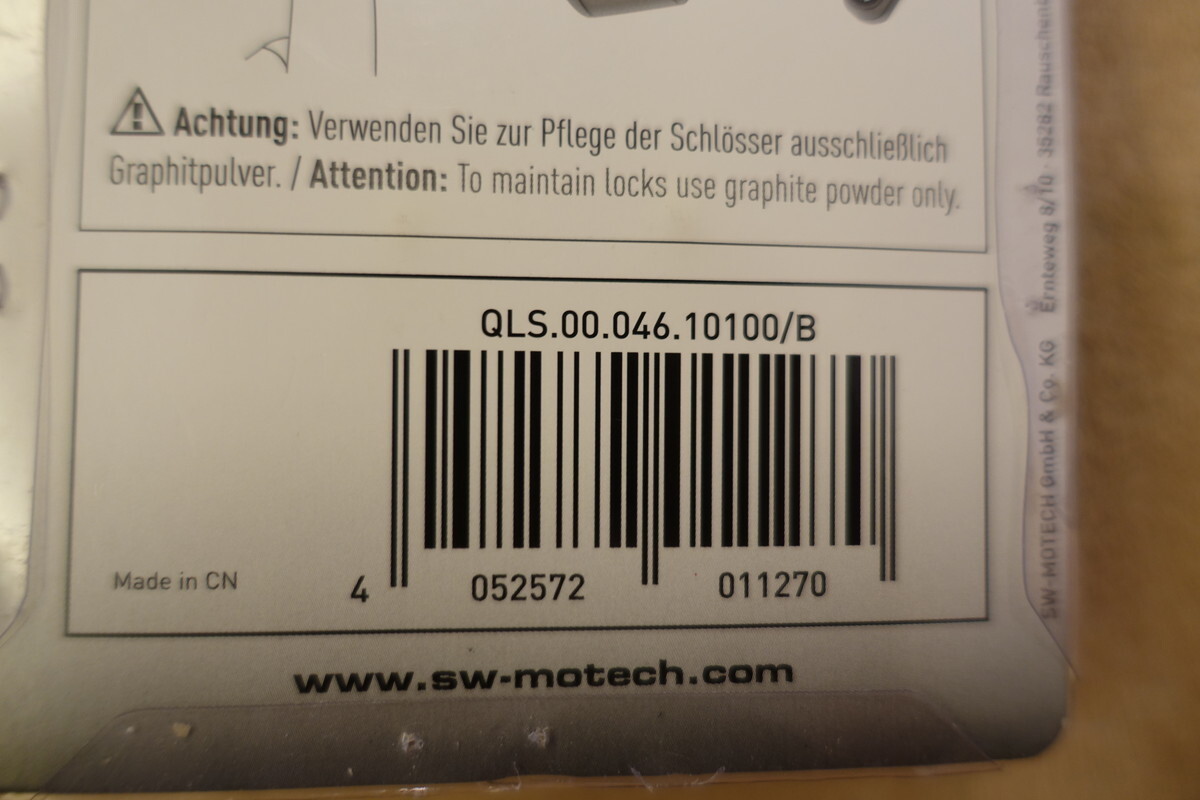 Achtung: Verwenden Sie zur Pflege der Schlösser ausschließlich
Graphitpulver. / Attention: To maintain locks use graphite powder only.
QLS.00.046.10100/B
Made in CN
4 052572 011270
www.sw-motech.com
SW-MOTECH GmbH & Co. KG Ernteweg 8/10 · 35282